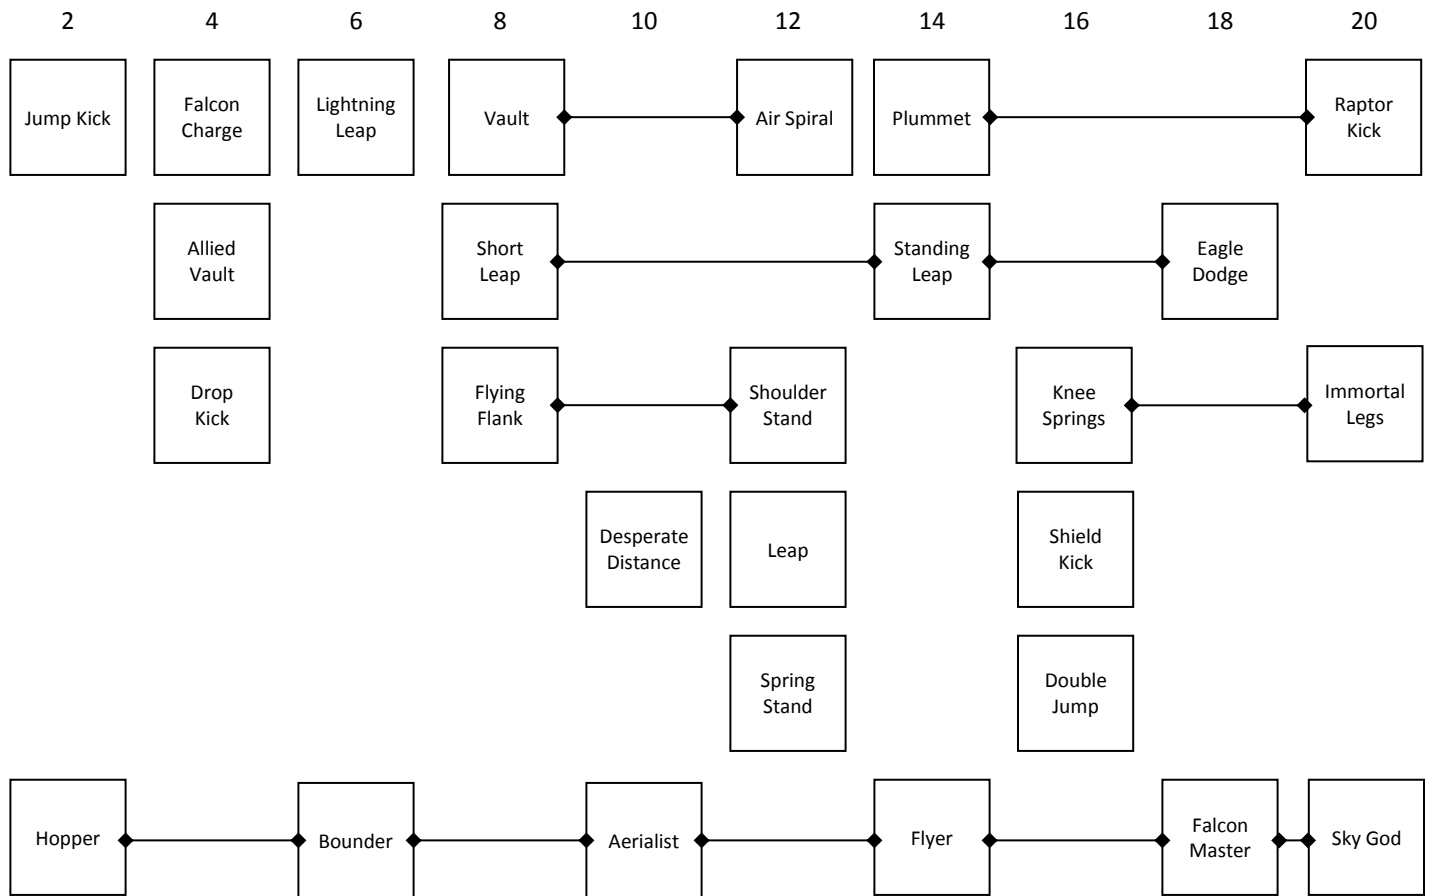 2 4 6 8 10 12 14 16 18 20
Jump Kick
Falcon
Charge
Lightning
Leap
Vault
Air Spiral
Plummet
Raptor
Kick
Allied
Vault
Short
Leap
Standing
Leap
Eagle
Dodge
Drop
Kick
Flying
Flank
Shoulder
Stand
Knee
Springs
Immortal
Legs
Desperate
Distance
Leap
Shield
Kick
Spring
Stand
Double
Jump
Hopper
Bounder
Aerialist
Flyer
Falcon
Master
Sky God